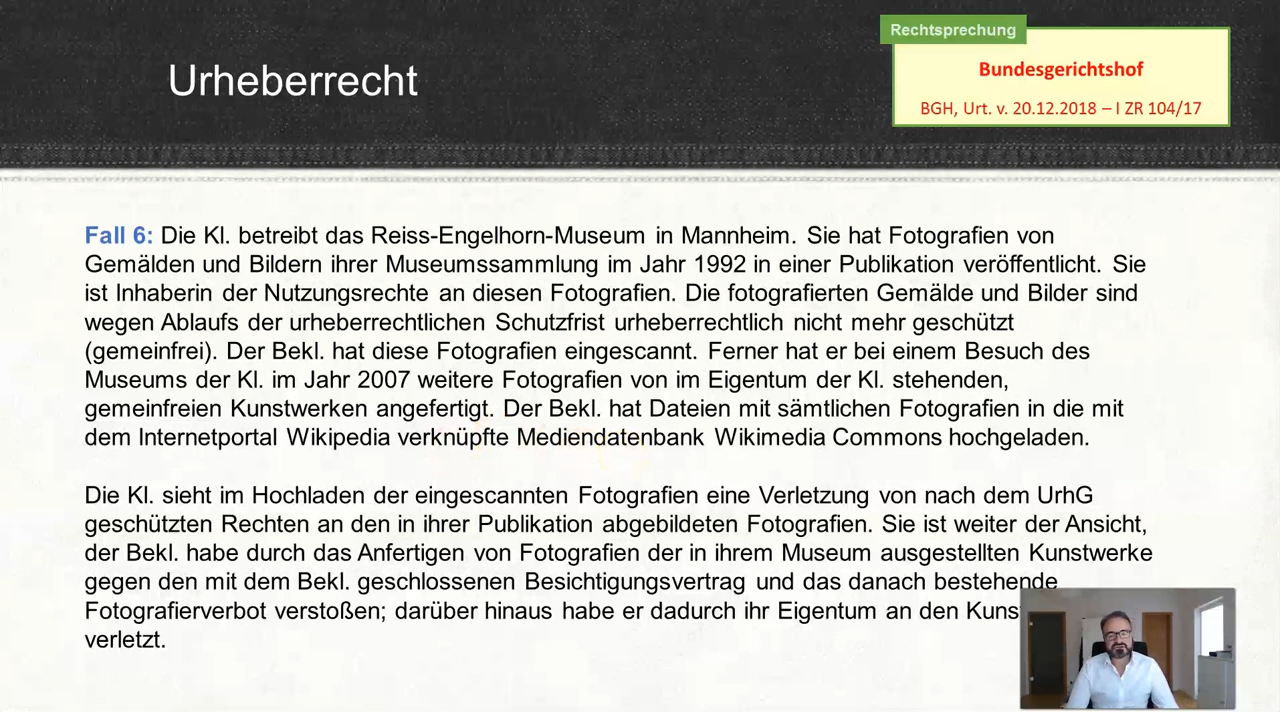 Urheberrecht
Rechtsprechung
Bundesgerichtshof
BGH, Urt. v. 20.12.2018 – I ZR 104/17
Fall 6: Die Kl. betreibt das Reiss-Engelhorn-Museum in Mannheim. Sie hat Fotografien von
Gemälden und Bildern ihrer Museumssammlung im Jahr 1992 in einer Publikation veröffentlicht. Sie
ist Inhaberin der Nutzungsrechte an diesen Fotografien. Die fotografierten Gemälde und Bilder sind
wegen Ablaufs der urheberrechtlichen Schutzfrist urheberrechtlich nicht mehr geschützt
(gemeinfrei). Der Bekl. hat diese Fotografien eingescannt. Ferner hat er bei einem Besuch des
Museums der Kl. im Jahr 2007 weitere Fotografien von im Eigentum der Kl. stehenden,
gemeinfreien Kunstwerken angefertigt. Der Bekl. hat Dateien mit sämtlichen Fotografien in die mit
dem Internetportal Wikipedia verknüpfte Mediendatenbank Wikimedia Commons hochgeladen.
Die Kl. sieht im Hochladen der eingescannten Fotografien eine Verletzung von nach dem UrhG
geschützten Rechten an den in ihrer Publikation abgebildeten Fotografien. Sie ist weiter der Ansicht,
der Bekl. habe durch das Anfertigen von Fotografien der in ihrem Museum ausgestellten Kunstwerke
gegen den mit dem Bekl. geschlossenen Besichtigungsvertrag und das danach bestehende
Fotografierverbot verstoßen; darüber hinaus habe er dadurch ihr Eigentum an den Kuns
verletzt.